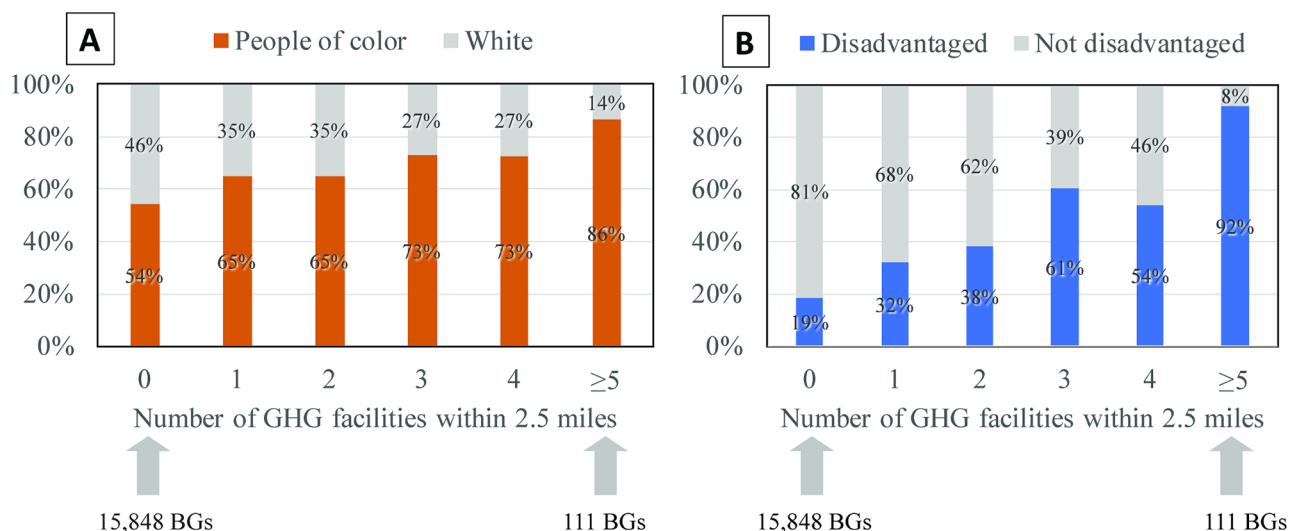 A
People of color White
100%
80%
60%
40%
20%
0%
46% 35% 35% 27% 27% 14%
54% 65% 65% 73% 73% 86%
0 1 2 3 4 ≥5
Number of GHG facilities within 2.5 miles
15,848 BGs 111 BGs
B
Disadvantaged Not disadvantaged
100%
80%
60%
40%
20%
0%
81% 68% 62% 39% 46% 8%
19% 32% 38% 61% 54% 92%
0 1 2 3 4 ≥5
Number of GHG facilities within 2.5 miles
15,848 BGs 111 BGs